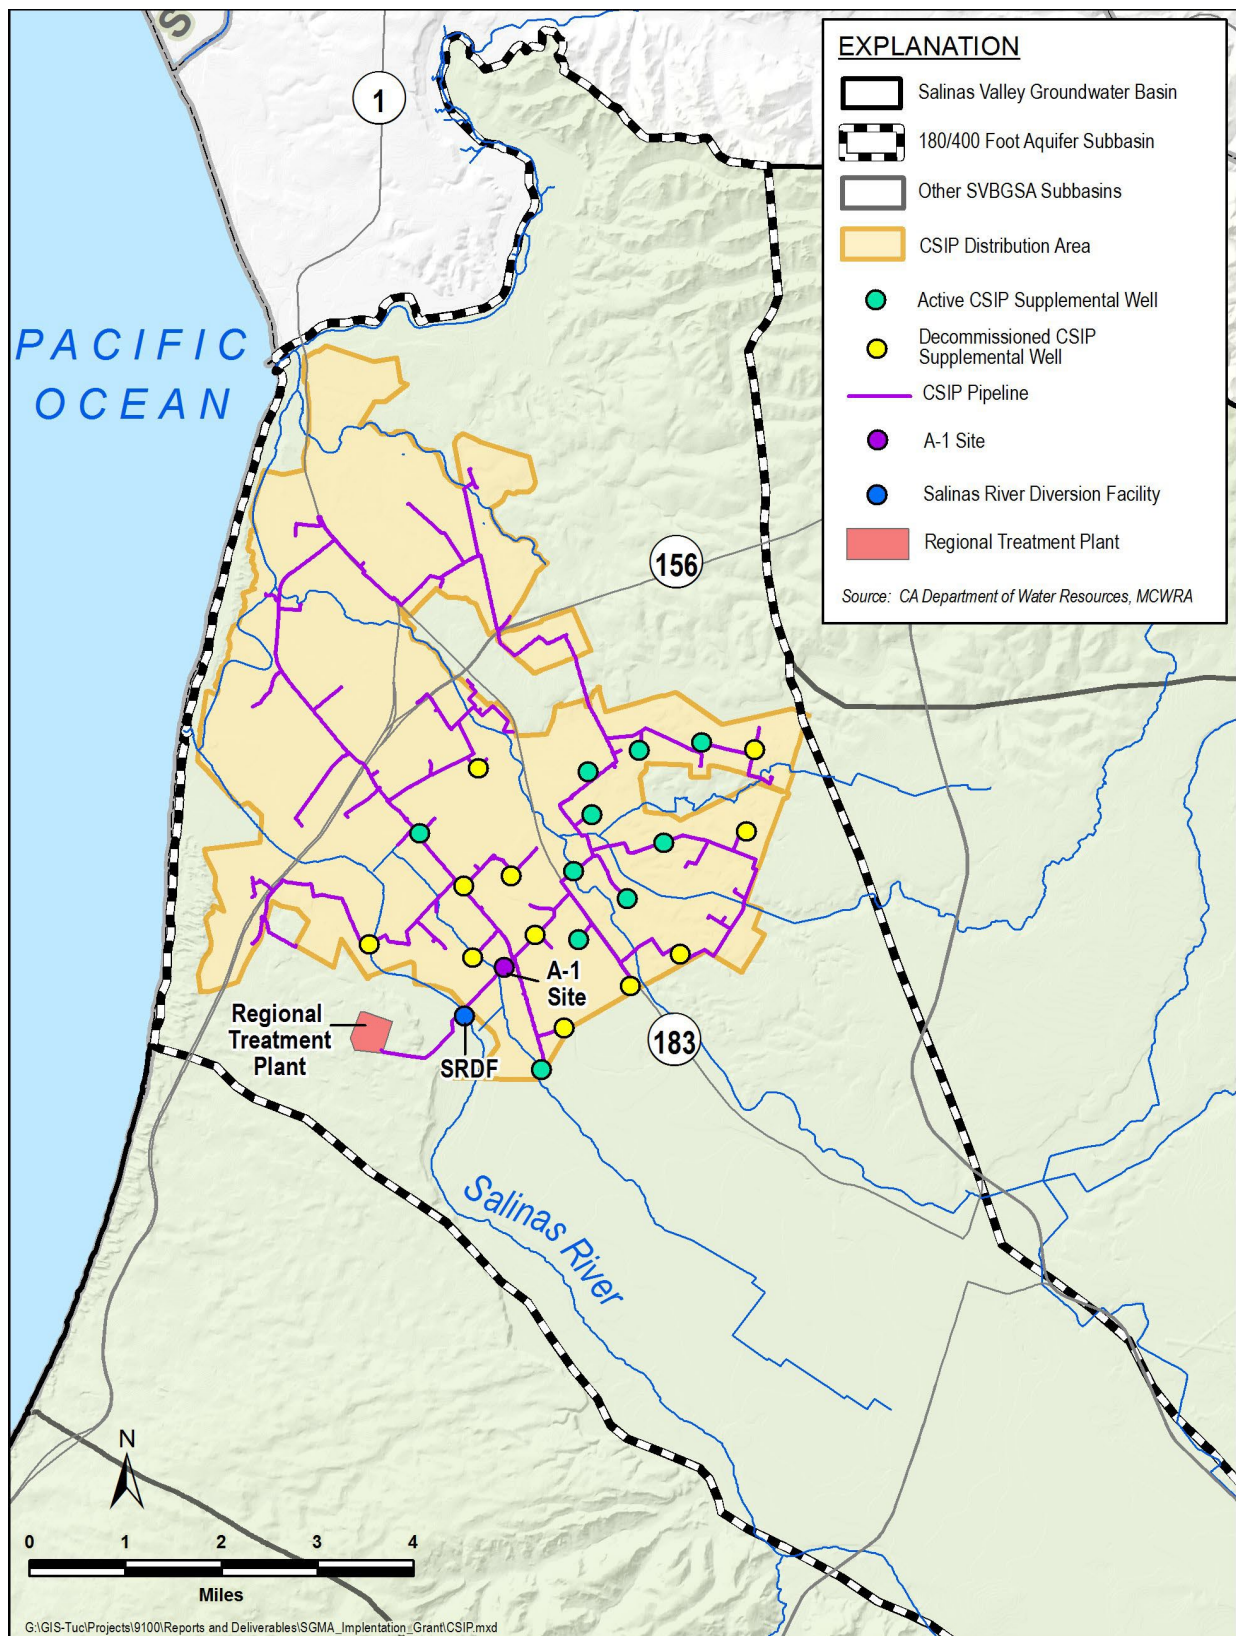 S
1
EXPLANATION
Salinas Valley Groundwater Basin
180/400 Foot Aquifer Subbasin
Other SVBGSA Subbasins
CSIP Distribution Area
Active CSIP Supplemental Well
Decommissioned CSIP
Supplemental Well
CSIP Pipeline
A-1 Site
Salinas River Diversion Facility
Regional Treatment Plant
Source: CA Department of Water Resources, MCWRA
PACIFIC
OCEAN
156
A-1
Site
Regional
Treatment
Plant
SRDF
183
Salinas River
N
0 1 2 3 4
Miles
G:\GIS-Tuc\Projects\9100\Reports and Deliverables\SGMA_Implentation_Grant\CSIP.mxd